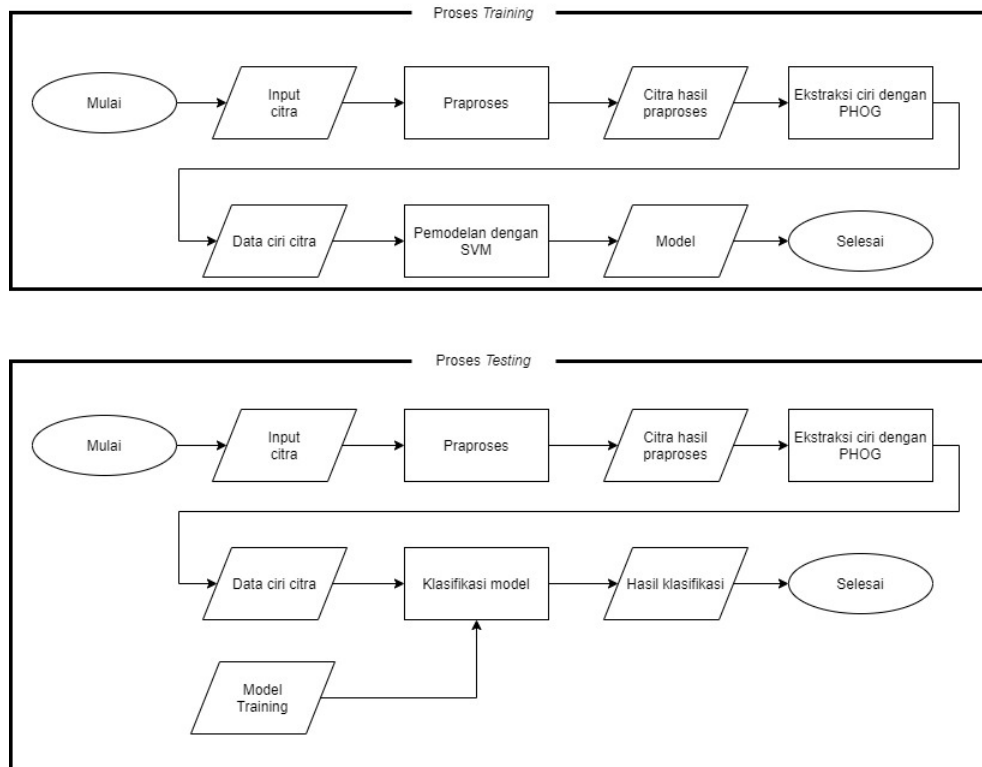 Proses Training
Mulai
Input
citra
Praproses
Citra hasil
praproses
Ekstraksi ciri dengan
PHOG
Data ciri citra
Pemodelan dengan
SVM
Model
Selesai
Proses Testing
Mulai
Input
citra
Praproses
Citra hasil
praproses
Ekstraksi ciri dengan
PHOG
Data ciri citra
Klasifikasi model
Hasil klasifikasi
Selesai
Model
Training